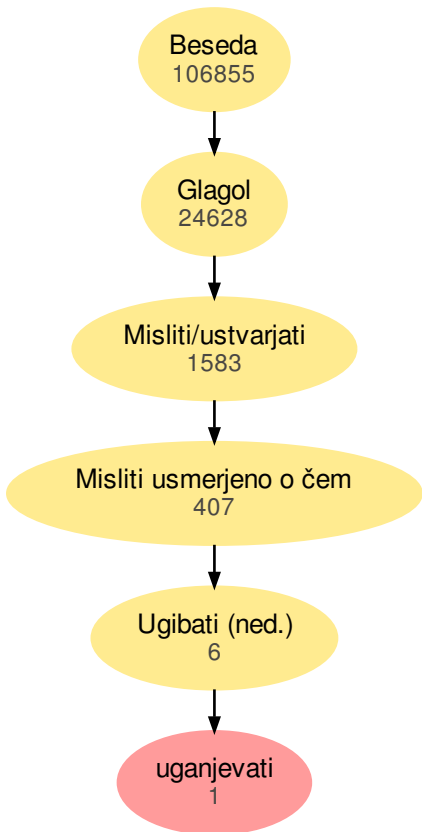 Beseda
106855
Glagol
24628
Misliti/ustvarjati
1583
Misliti usmerjeno o čem
407
Ugibati (ned.)
6
uganjevati
1